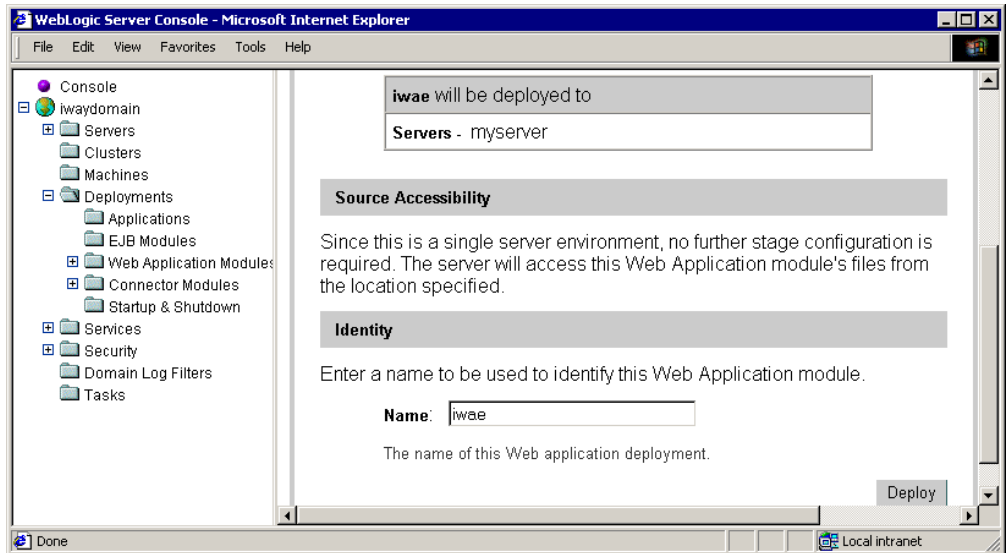 WebLogic Server Console - Microsoft Internet Explorer
File Edit View Favorites Tools Help
Console
iwaydomain
Servers
Clusters
Machines
Deployments
Applications
EJB Modules
Web Application Modules
Connector Modules
Startup & Shutdown
Services
Security
Domain Log Filters
Tasks
iwae will be deployed to
Servers - myserver
Source Accessibility
Since this is a single server environment, no further stage configuration is
required. The server will access this Web Application module's files from
the location specified.
Identity
Enter a name to be used to identify this Web Application module.
Name: iwae
The name of this Web application deployment.
Deploy
Done Local intranet